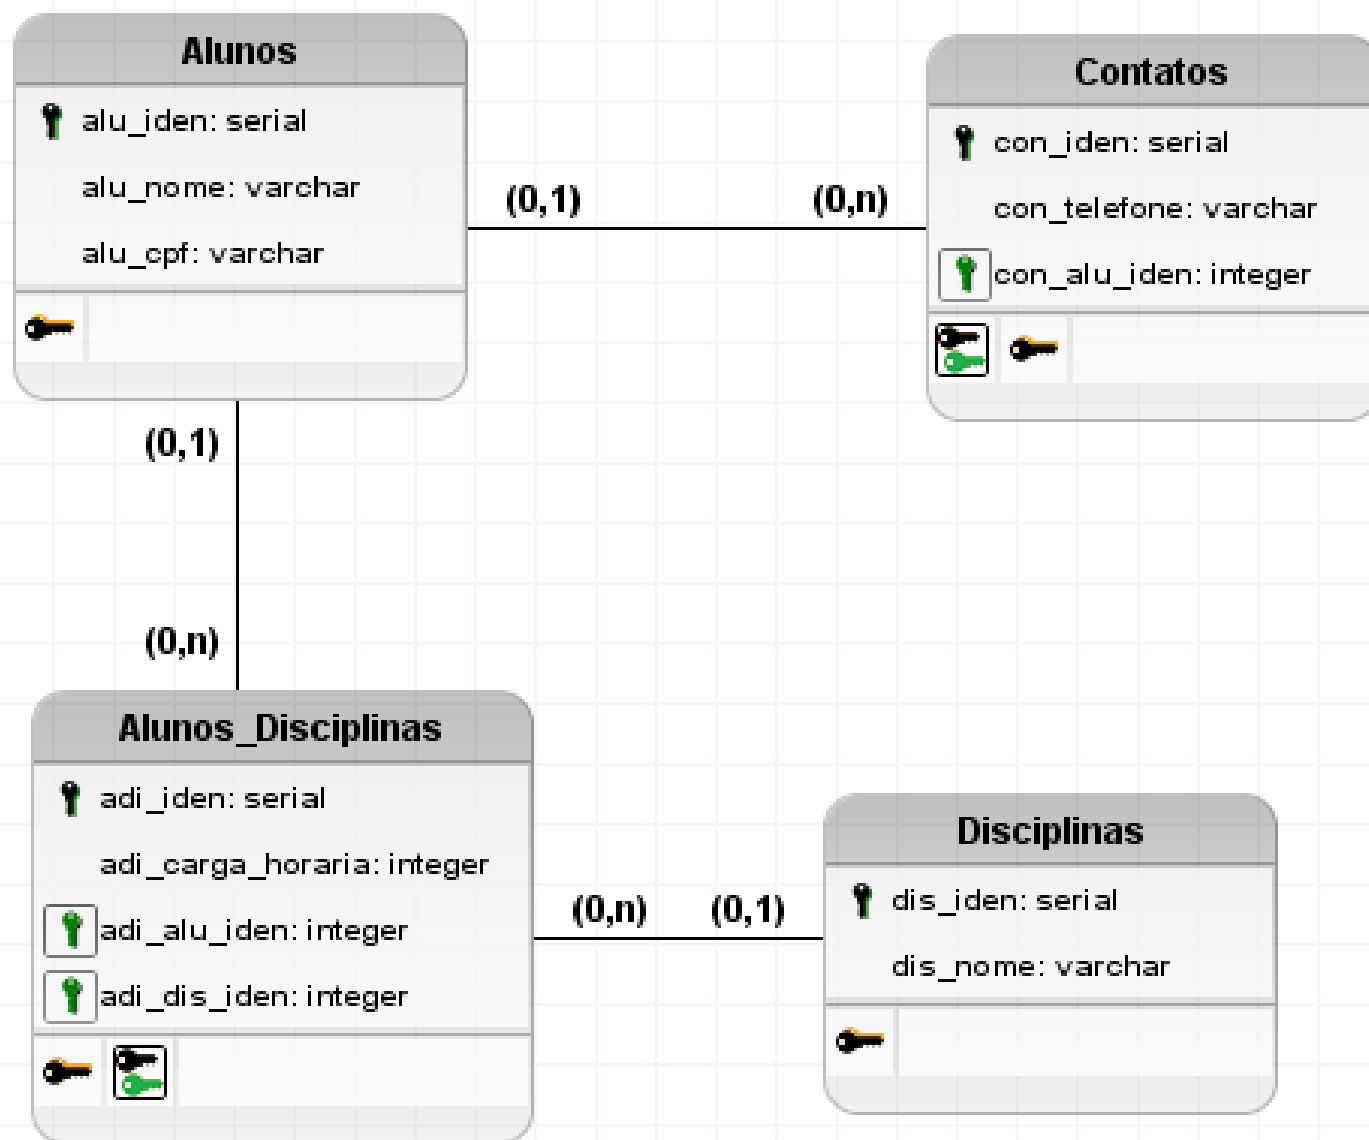 Alunos
alu_iden: serial
alu_nome: varchar
alu_cpf: varchar
(0,1)
(0,n)
Contatos
con_iden: serial
con_telefone: varchar
con_alu_iden: integer
(0,1)
(0,n)
Alunos_Disciplinas
adi_iden: serial
adi_carga_horaria: integer
adi_alu_iden: integer
adi_dis_iden: integer
(0,n)
(0,1)
Disciplinas
dis_iden: serial
dis_nome: varchar